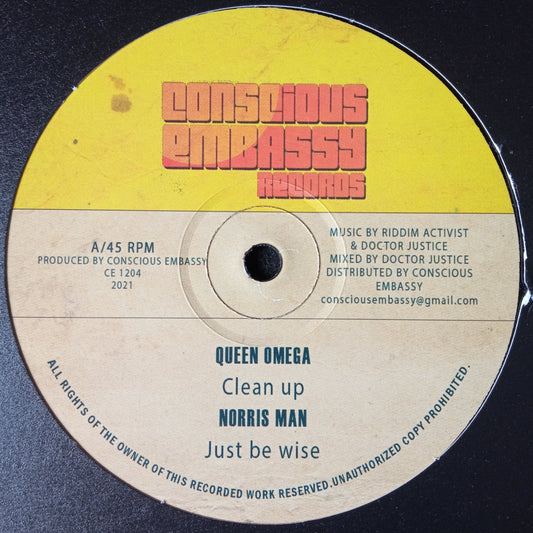 CONSCiOUS
emBASSY
ReCORDS
A/45 RPM
PRODUCED BY CONSCIOUS EMBASSY
CE 1204
2021
MUSIC BY RIDDIM ACTIVIST
& DOCTOR JUSTICE
MIXED BY DOCTOR JUSTICE
DISTRIBUTED BY CONSCIOUS
EMBASSY
consciousembassy@gmail.com
QUEEN OMEGA
Clean up
NORRIS MAN
Just be wise
ALL RIGHTS OF THE OWNER OF THIS RECORDED WORK RESERVED.UNAUTHORIZED COPY PROHIBITED.